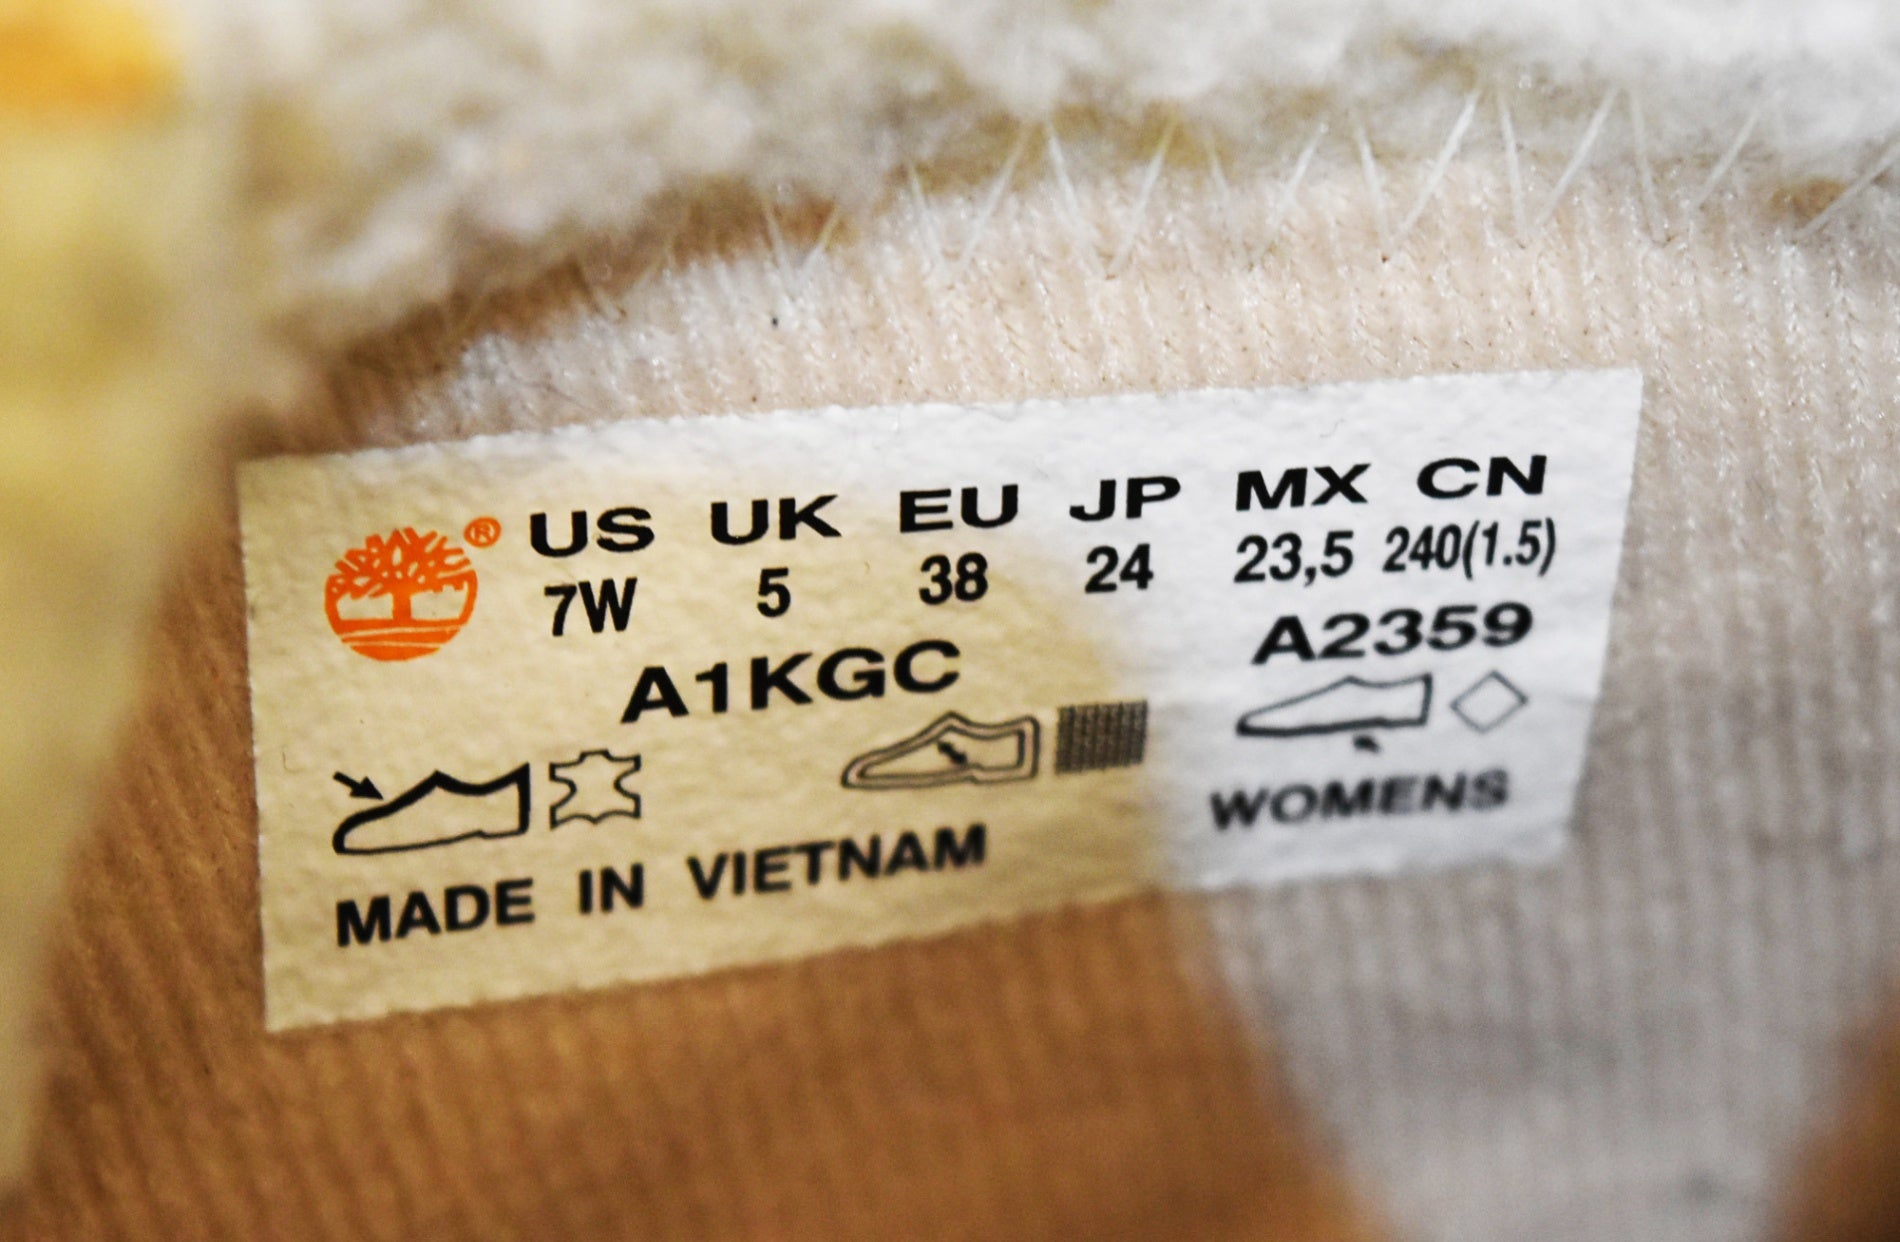 ® US UK EU JP MX CN
7W 5 38 24 23,5 240(1.5)
A1KGC A2359
MADE IN VIETNAM WOMENS